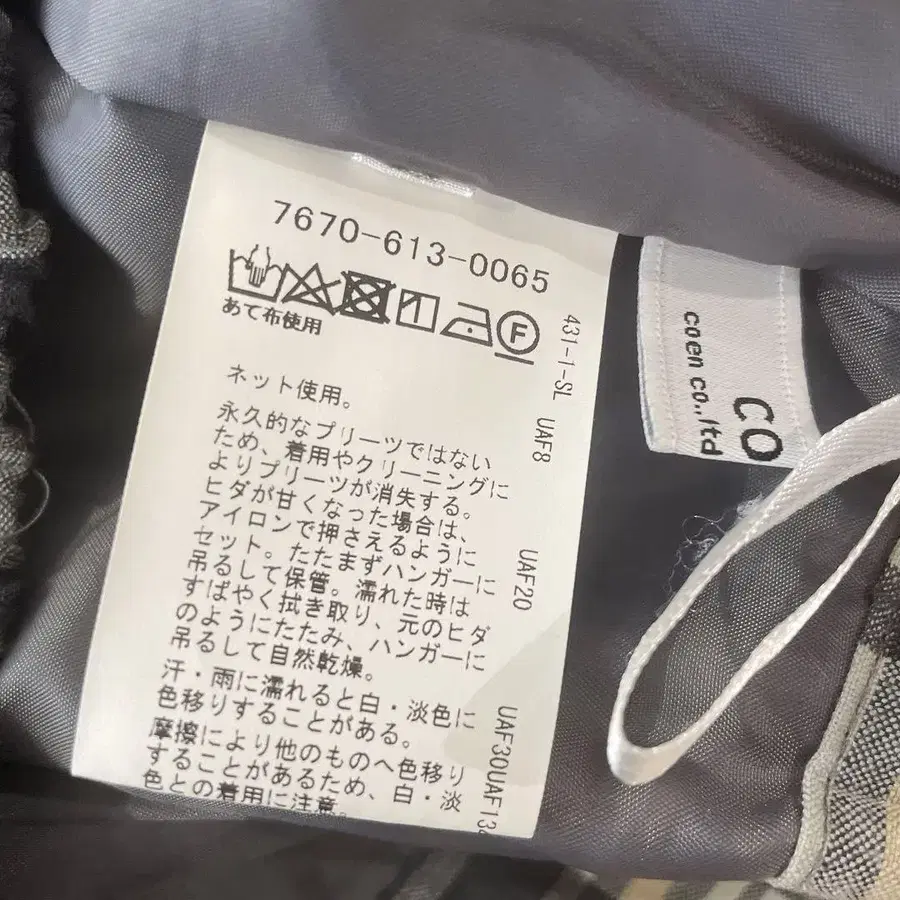 7670-613-0065
F
あて布使用
ネット使用。
永久的なプリーツではない
ため、着用やクリーニングに
よりプリーツが消失する。
ヒダが甘くなった場合は、
アイロンで押さえるように
セット。たたまずハンガーに
吊るして保管。濡れた時は
すばやく拭き取り、元のヒダ
のようにたたみ、ハンガーに
吊るして自然乾燥。
汗・雨に濡れると白・淡色に
色移りすることがある。
摩擦により他のものへ色移り
することがあるため、白・淡
色との着用に注意。
431-1-SL UAF8 UAF20 UAF30UAF13
CO
coen co.,ltd